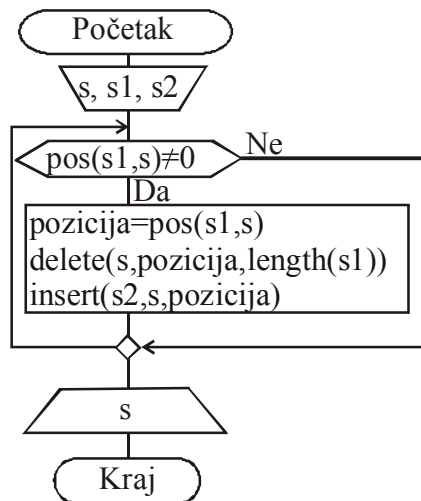 Početak
s, s1, s2
pos(s1,s)≠0
Ne
Da
pozicija=pos(s1,s)
delete(s,pozicija,length(s1))
insert(s2,s,pozicija)
s
Kraj